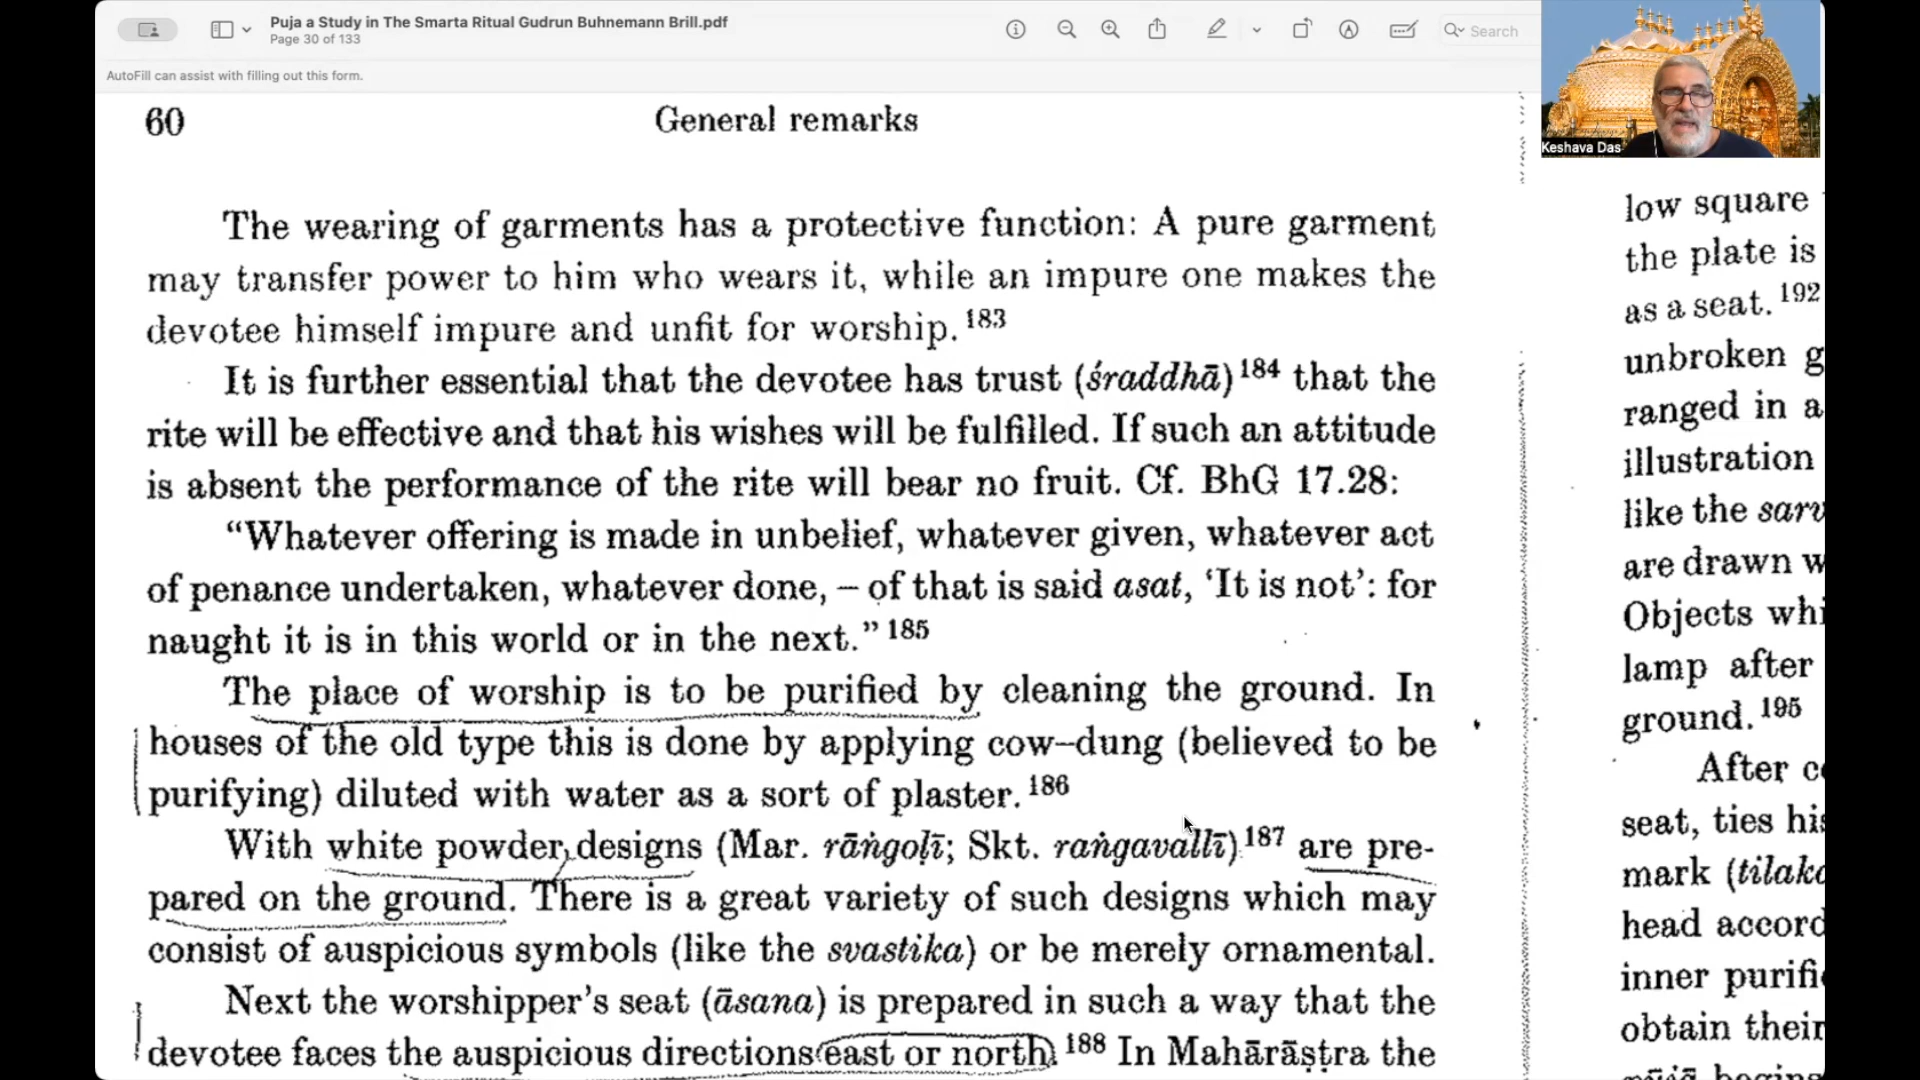 Puja a Study in The Smarta Ritual Gudrun Buhnemann Brill.pdf
Page 30 of 133
Search
AutoFill can assist with filling out this form.
Keshava Das
60
General remarks
The wearing of garments has a protective function: A pure garment
may transfer power to him who wears it, while an impure one makes the
devotee himself impure and unfit for worship.183
It is further essential that the devotee has trust (śraddhā)184 that the
rite will be effective and that his wishes will be fulfilled. If such an attitude
is absent the performance of the rite will bear no fruit. Cf. BhG 17.28:
“Whatever offering is made in unbelief, whatever given, whatever act
of penance undertaken, whatever done, – of that is said asat, ‘It is not’: for
naught it is in this world or in the next.”185
The place of worship is to be purified by cleaning the ground. In
houses of the old type this is done by applying cow–dung (believed to be
purifying) diluted with water as a sort of plaster.186
With white powder designs (Mar. rāṅgoḷī; Skt. raṅgavallī)187 are pre-
pared on the ground. There is a great variety of such designs which may
consist of auspicious symbols (like the svastika) or be merely ornamental.
Next the worshipper’s seat (āsana) is prepared in such a way that the
devotee faces the auspicious directions east or north.188 In Mahārāṣṭra the
low square
the plate is
as a seat.192
unbroken g
ranged in a
illustration
like the sarv
are drawn w
Objects whi
lamp after
ground.195
After c
seat, ties his
mark (tilaka
head accord
inner purifi
obtain their
pūjā begins